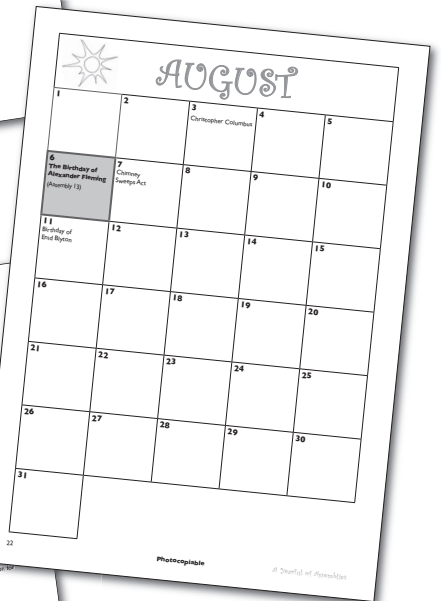 AUGUST
1
2
3
4
5
Christopher Columbus
6
7
8
9
10
The Birthday of
Alexander Fleming
(Assembly 13)
Chimney
Sweeps Act
11
12
13
14
15
Birthday of
Enid Blyton
16
17
18
19
20
21
22
23
24
25
26
27
28
29
30
31
22
Photocopiable
A Journal of Assemblies